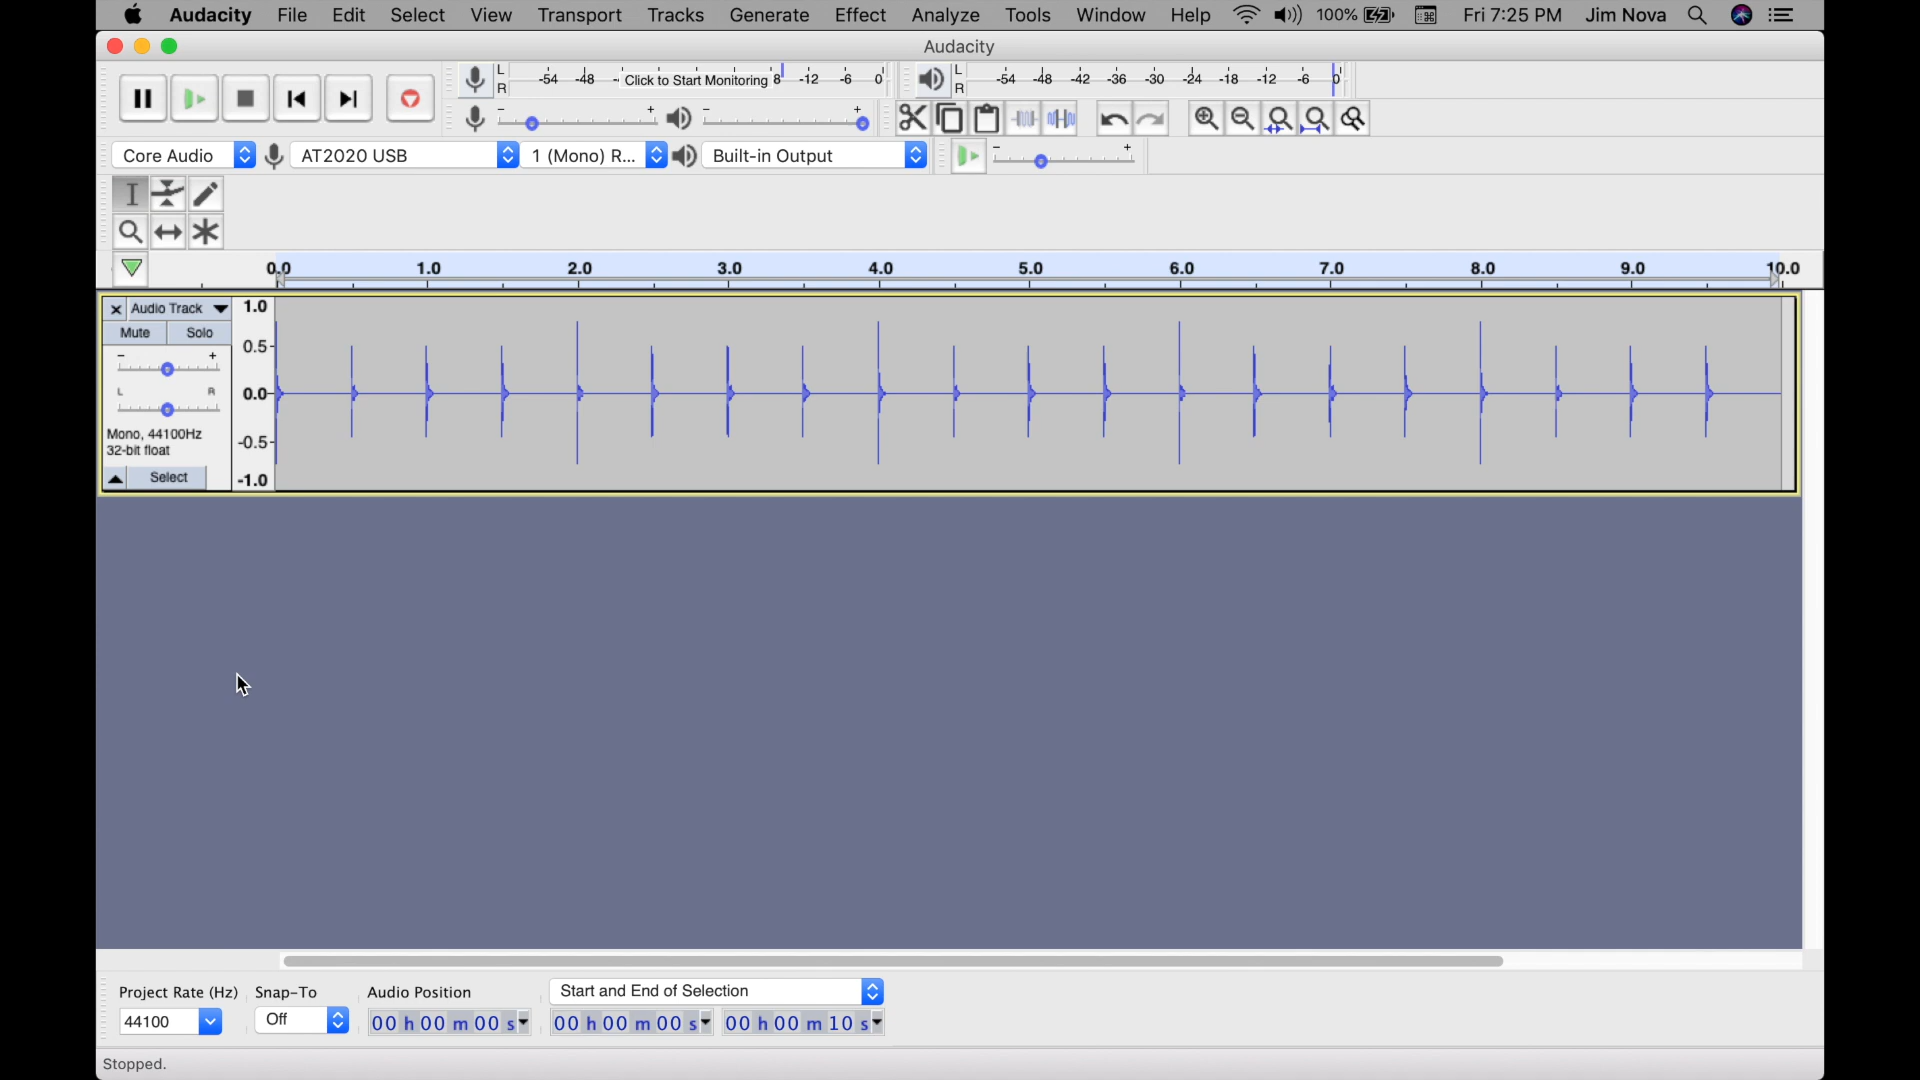 Audacity File Edit Select View Transport Tracks Generate Effect Analyze Tools Window Help 100% Fri 7:25 PM Jim Nova
Audacity
L R -54 -48 - Click to Start Monitoring 8 -12 -6 0 L R -54 -48 -42 -36 -30 -24 -18 -12 -6 0
- + - +
Core Audio AT2020 USB 1 (Mono) R... Built-in Output - +
0.0 1.0 2.0 3.0 4.0 5.0 6.0 7.0 8.0 9.0 10.0
x Audio Track 1.0
Mute Solo
0.5-
- +
L R 0.0-
Mono, 44100Hz
32-bit float -0.5-
Select -1.0
Project Rate (Hz) Snap-To Audio Position Start and End of Selection
44100 Off 00 h 00 m 00 s 00 h 00 m 00 s 00 h 00 m 10 s
Stopped.